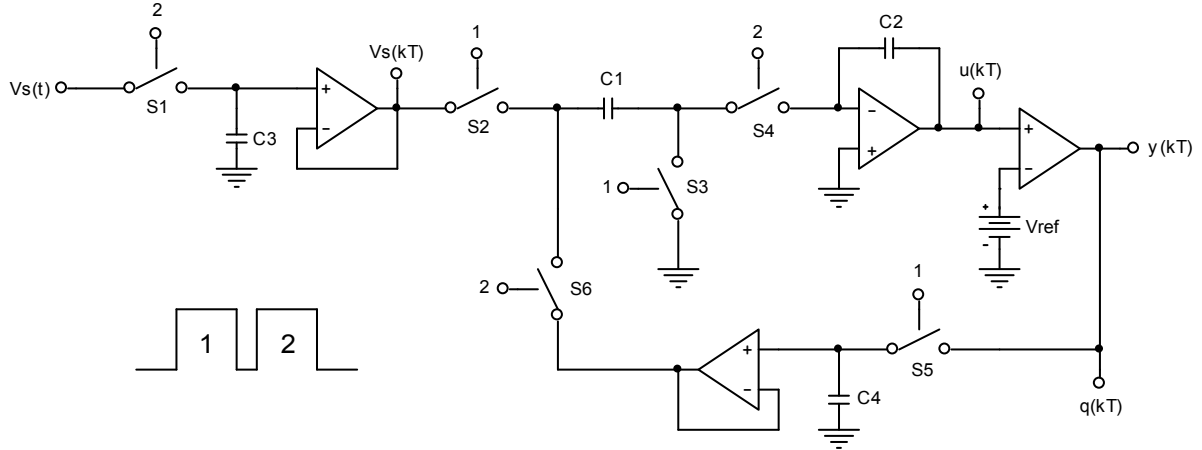 2
Vs(t)
S1
C3
+
−
Vs(kT)
1
S2
C1
2
S4
1
S3
C2
−
+
u(kT)
+
−
y(kT)
+
Vref
-
2
S6
1
S5
+
−
C4
q(kT)
1
2